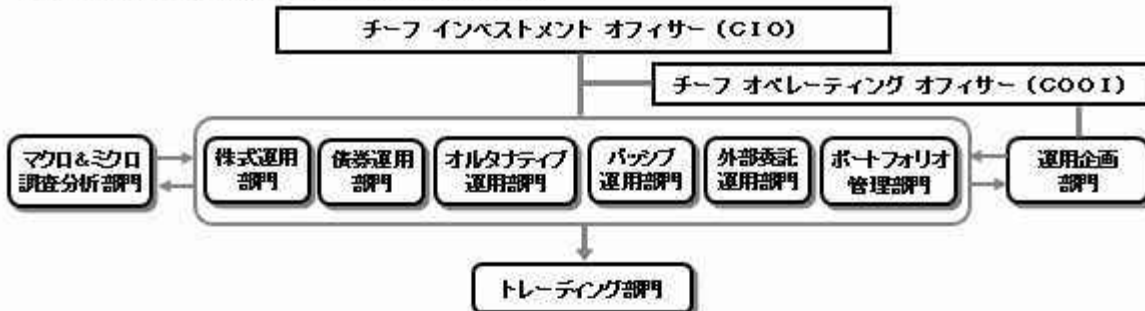 チーフ インベストメント オフィサー (CIO)
チーフ オペレーティング オフィサー (COOI)
マクロ&ミクロ
調査分析部門
株式運用
部門
債券運用
部門
オルタナティブ
運用部門
パッシブ
運用部門
外部委託
運用部門
ポートフォリオ
管理部門
運用企画
部門
トレーディング部門